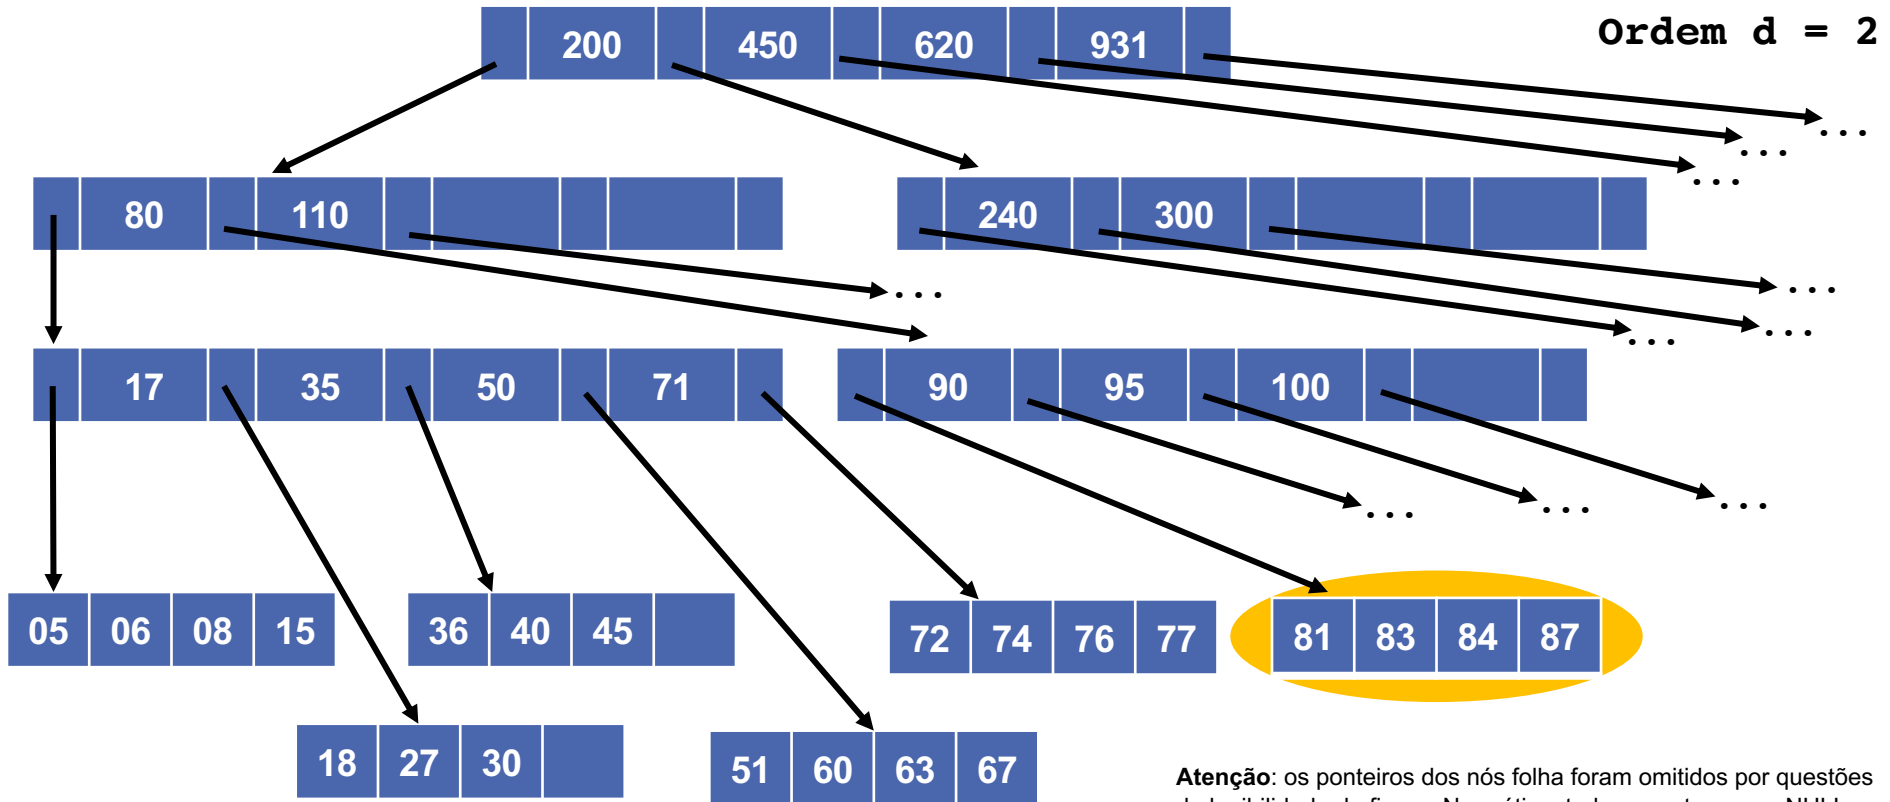 Ordem d = 2
200 450 620 931
...
...
...
80 110
240 300
...
...
...
...
17 35 50 71
90 95 100
...
...
...
05 06 08 15
36 40 45
72 74 76 77
81 83 84 87
18 27 30
51 60 63 67
Atenção: os ponteiros dos nós folha foram omitidos por questões